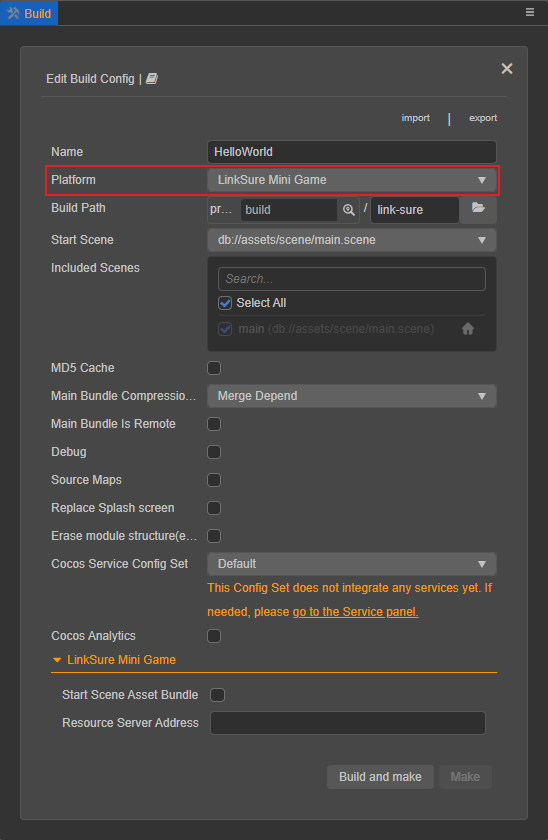 Build
Edit Build Config |
import | export
Name HelloWorld
Platform LinkSure Mini Game
Build Path pr... build / link-sure
Start Scene db://assets/scene/main.scene
Included Scenes Search...
Select All
main (db://assets/scene/main.scene)
MD5 Cache
Main Bundle Compressio... Merge Depend
Main Bundle Is Remote
Debug
Source Maps
Replace Splash screen
Erase module structure(e...
Cocos Service Config Set Default
This Config Set does not integrate any services yet. If
needed, please go to the Service panel.
Cocos Analytics
LinkSure Mini Game
Start Scene Asset Bundle
Resource Server Address
Build and make Make